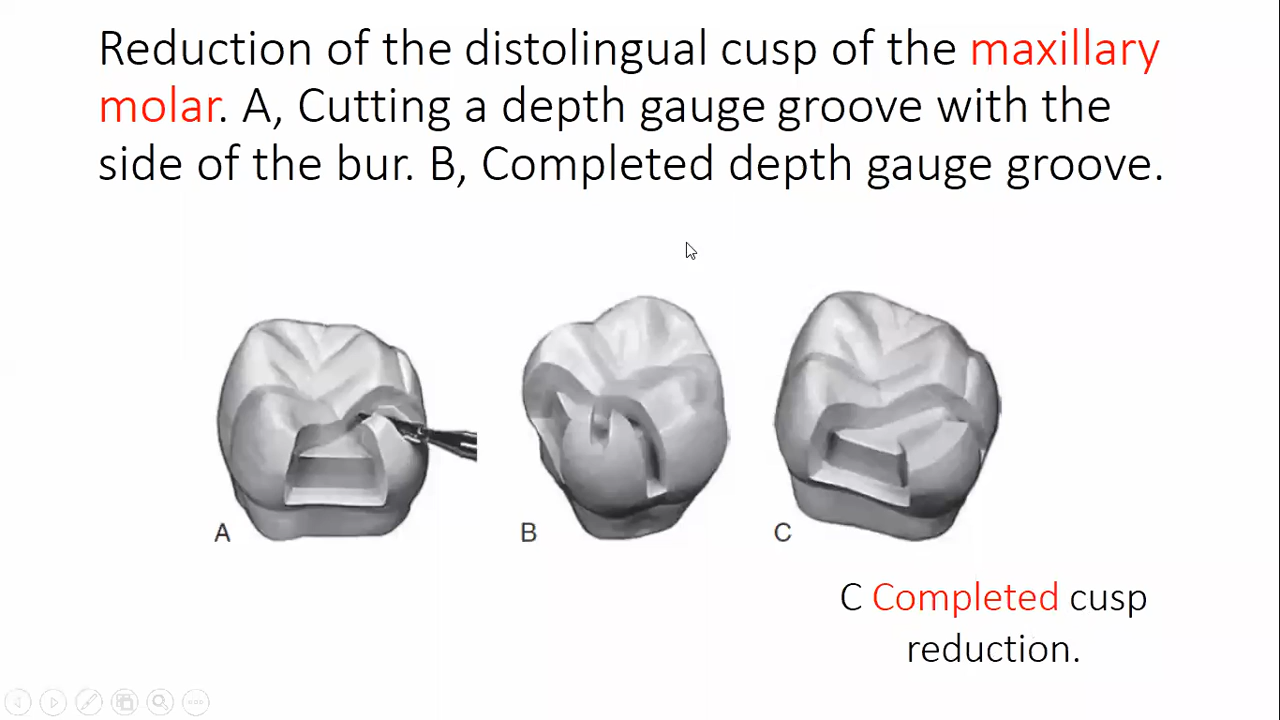 Reduction of the distolingual cusp of the maxillary
molar. A, Cutting a depth gauge groove with the
side of the bur. B, Completed depth gauge groove.
A
B
C
C Completed cusp
reduction.